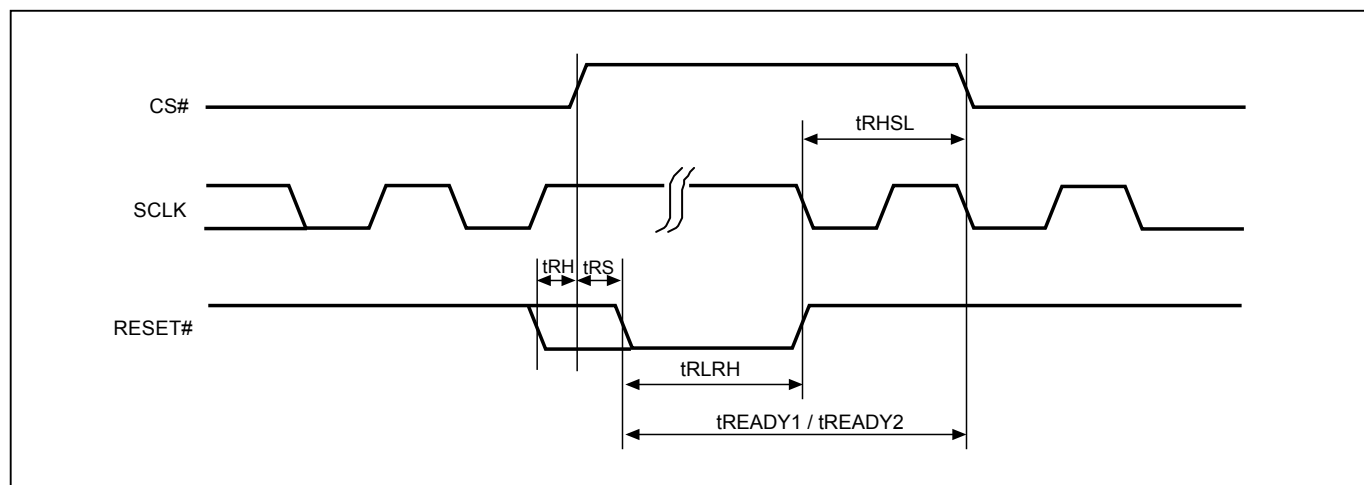 CS#
tRHSL
SCLK
tRH tRS
RESET#
tRLRH
tREADY1 / tREADY2